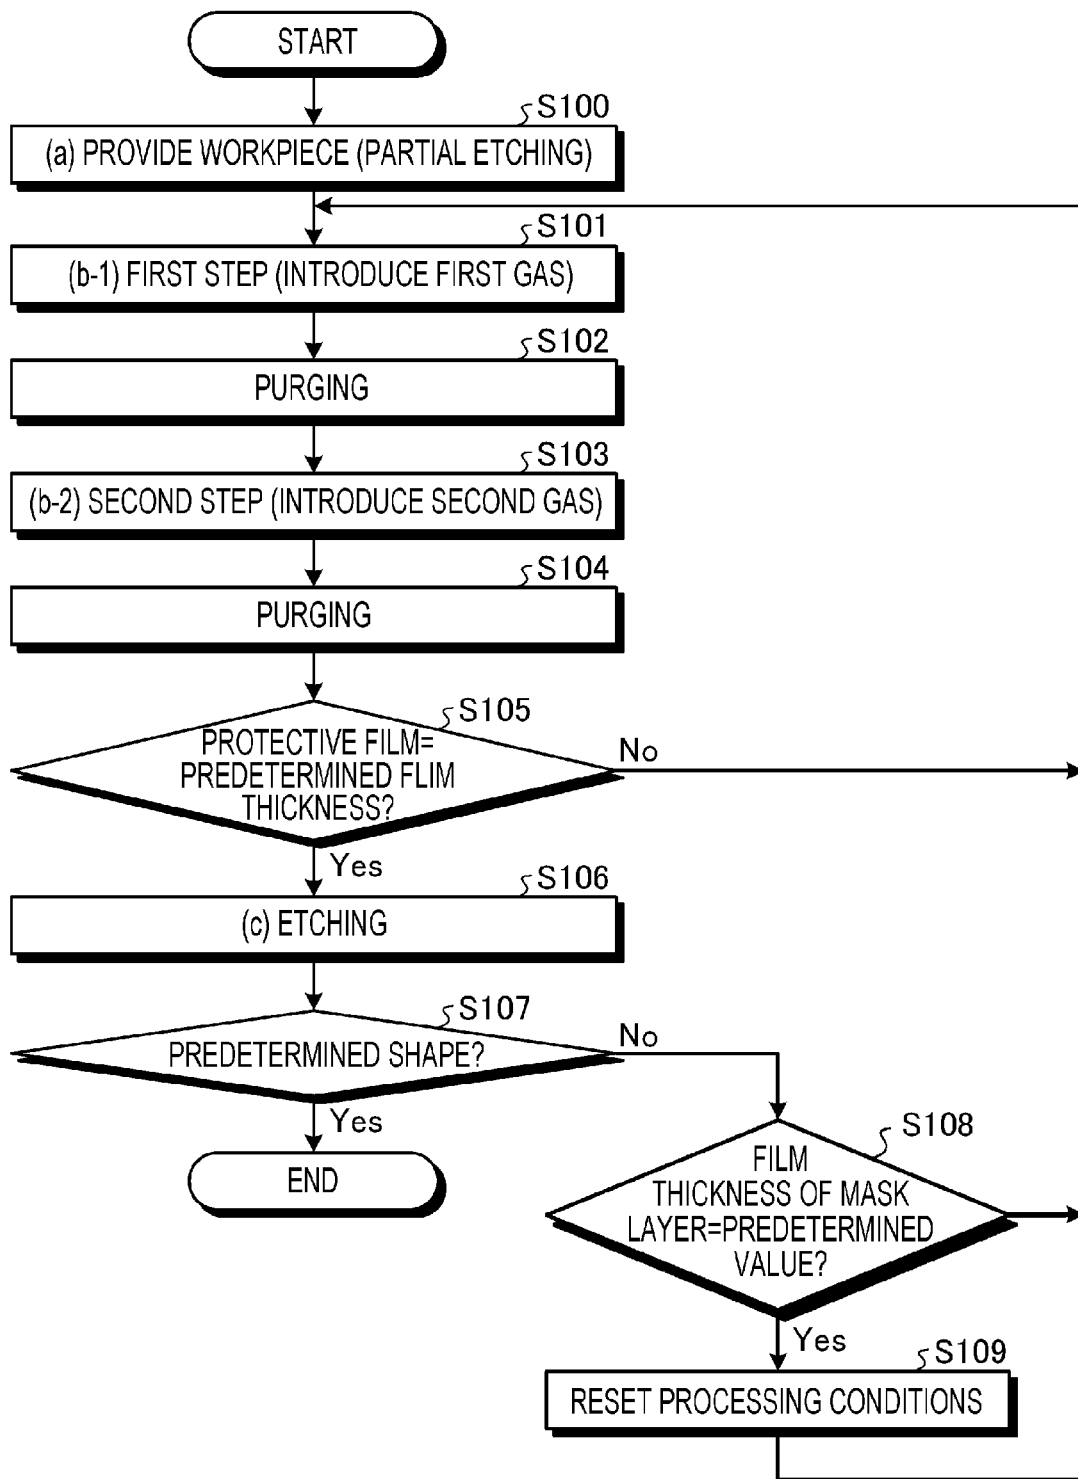 START
S100
(a) PROVIDE WORKPIECE (PARTIAL ETCHING)
S101
(b-1) FIRST STEP (INTRODUCE FIRST GAS)
S102
PURGING
S103
(b-2) SECOND STEP (INTRODUCE SECOND GAS)
S104
PURGING
S105
PROTECTIVE FILM=
PREDETERMINED FLIM
THICKNESS?
No
Yes
S106
(c) ETCHING
S107
PREDETERMINED SHAPE?
No
Yes
END
S108
FILM
THICKNESS OF MASK
LAYER=PREDETERMINED
VALUE?
Yes
S109
RESET PROCESSING CONDITIONS